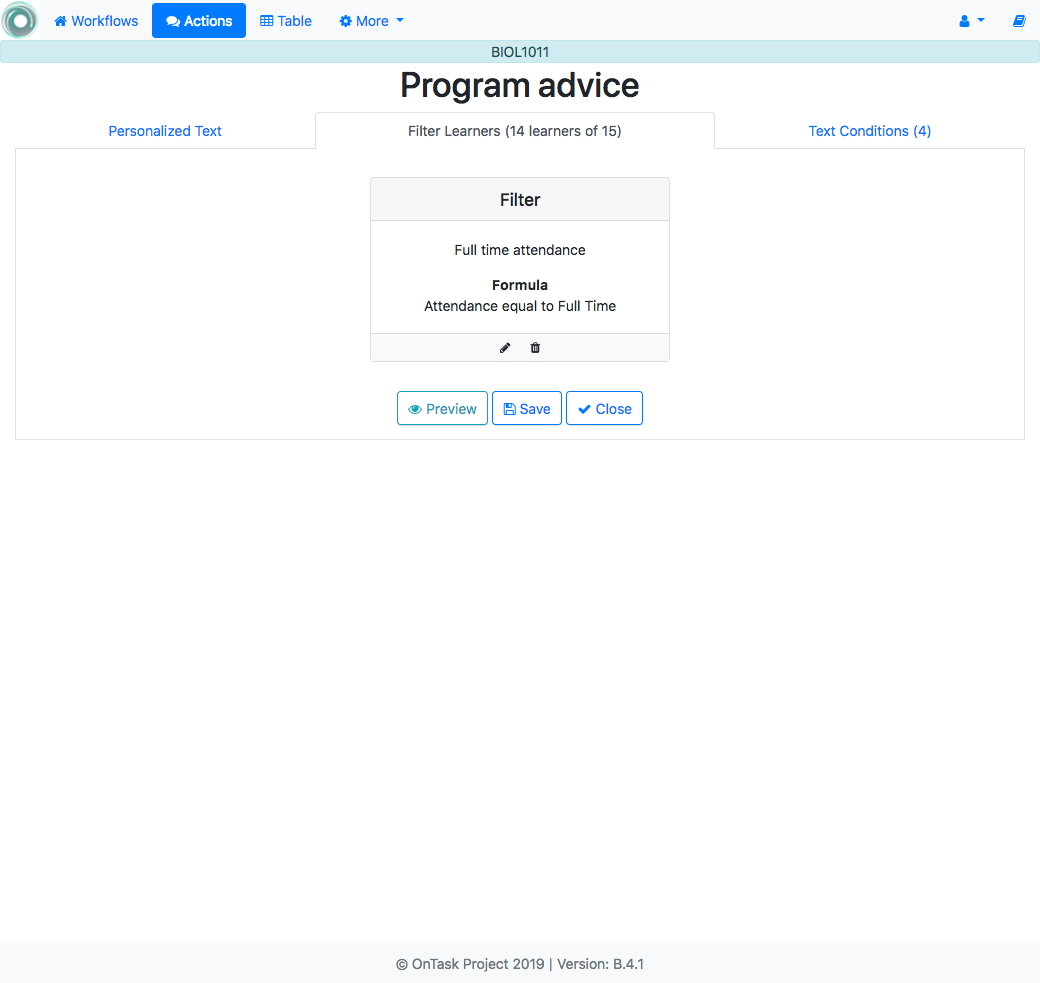 Workflows Actions Table More
BIOL1011
Program advice
Personalized Text Filter Learners (14 learners of 15) Text Conditions (4)
Filter
Full time attendance
Formula
Attendance equal to Full Time
Preview Save Close
© OnTask Project 2019 | Version: B.4.1